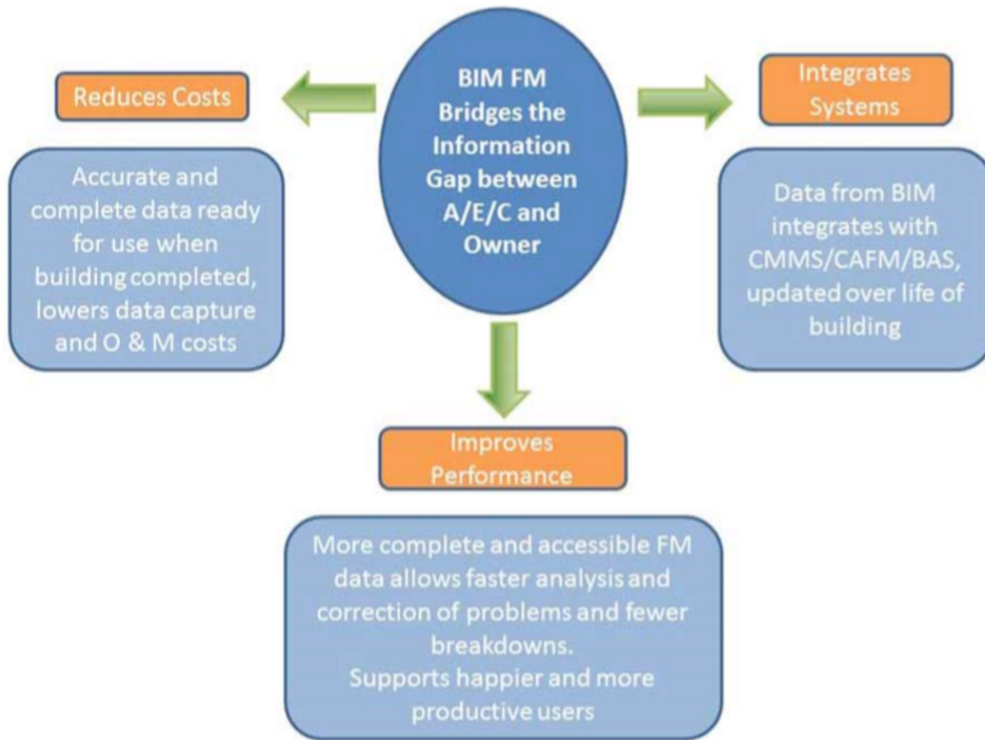 BIM FM
Bridges the
Information
Gap between
A/E/C and
Owner
Reduces Costs
Accurate and
complete data ready
for use when
building completed,
lowers data capture
and O & M costs
Integrates
Systems
Data from BIM
integrates with
CMMS/CAFM/BAS,
updated over life of
building
Improves
Performance
More complete and accessible FM
data allows faster analysis and
correction of problems and fewer
breakdowns.
Supports happier and more
productive users